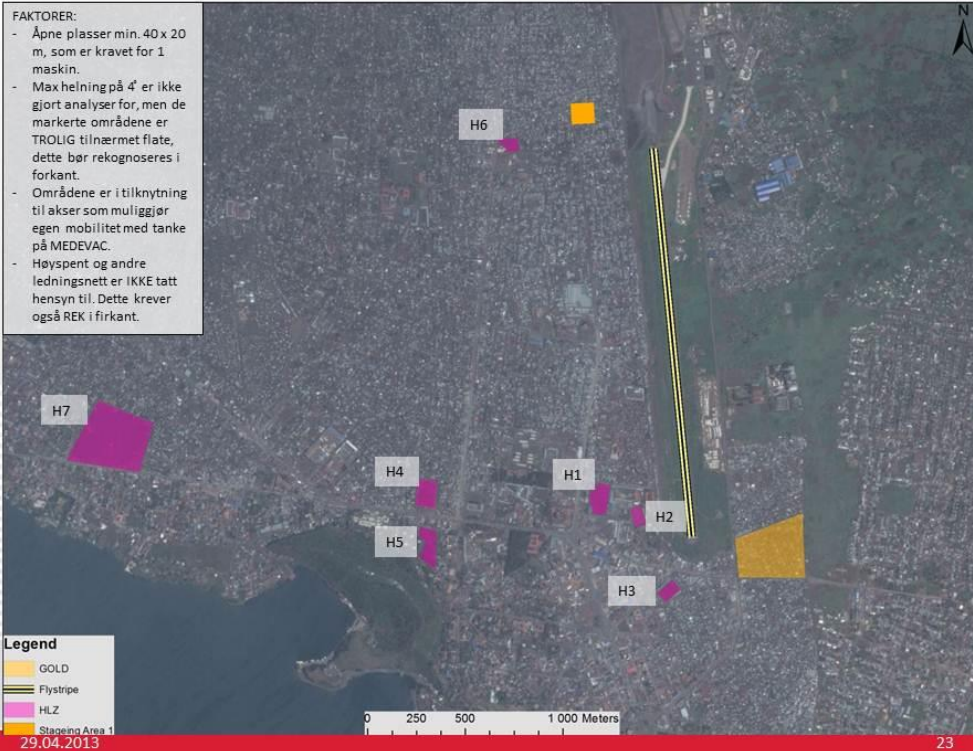 FAKTORER:
- Åpne plasser min. 40 x 20
m, som er kravet for 1
maskin.
- Max helning på 4˚ er ikke
gjort analyser for, men de
markerte områdene er
TROLIG tilnærmet flate,
dette bør rekognoseres i
forkant.
- Områdene er i tilknytning
til akser som muliggjør
egen mobilitet med tanke
på MEDEVAC.
- Høyspent og andre
ledningsnett er IKKE tatt
hensyn til. Dette krever
også REK i firkant.
N
H6
H7
H4
H1
H2
H5
H3
Legend
GOLD
Flystripe
HLZ
Stageing Area 1
0 250 500 1 000 Meters
29.04.2013 23